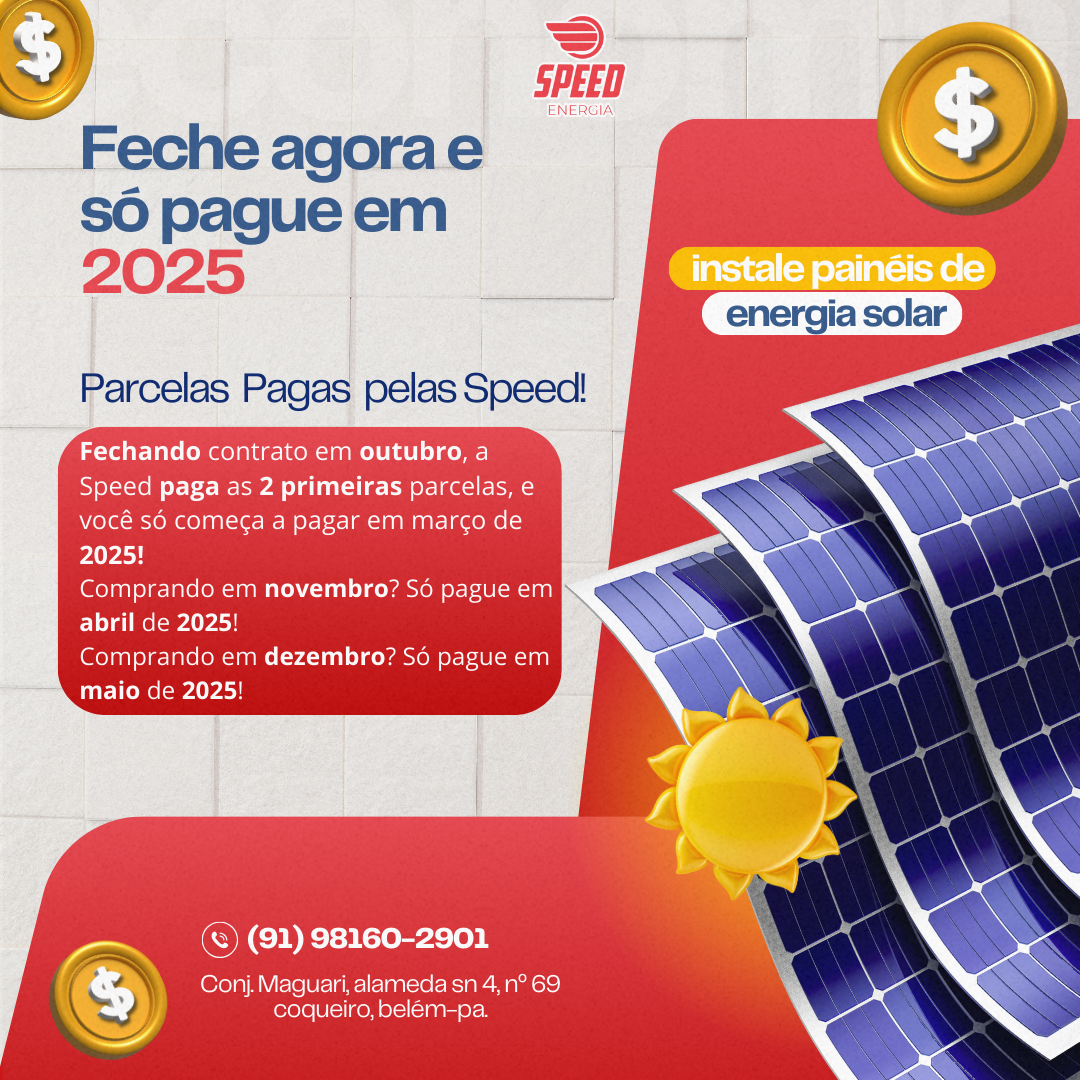 SPEED
ENERGIA
Feche agora e
só pague em
2025
instale painéis de
energia solar
Parcelas Pagas pelas Speed!
Fechando contrato em outubro, a
Speed paga as 2 primeiras parcelas, e
você só começa a pagar em março de
2025!
Comprando em novembro? Só pague em
abril de 2025!
Comprando em dezembro? Só pague em
maio de 2025!
(91) 98160-2901
Conj. Maguari, alameda sn 4, nº 69
coqueiro, belém-pa.